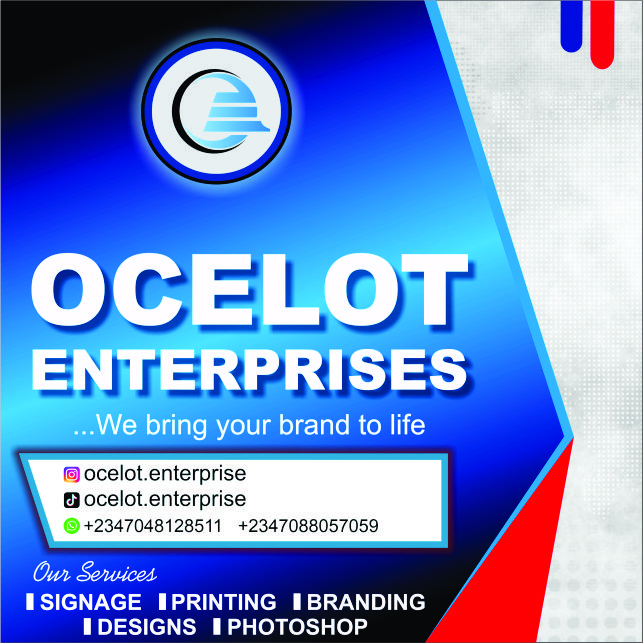 OCELOT
ENTERPRISES
...We bring your brand to life
ocelot.enterprise
ocelot.enterprise
+2347048128511 +2347088057059
Our Services
SIGNAGE PRINTING BRANDING
DESIGNS PHOTOSHOP